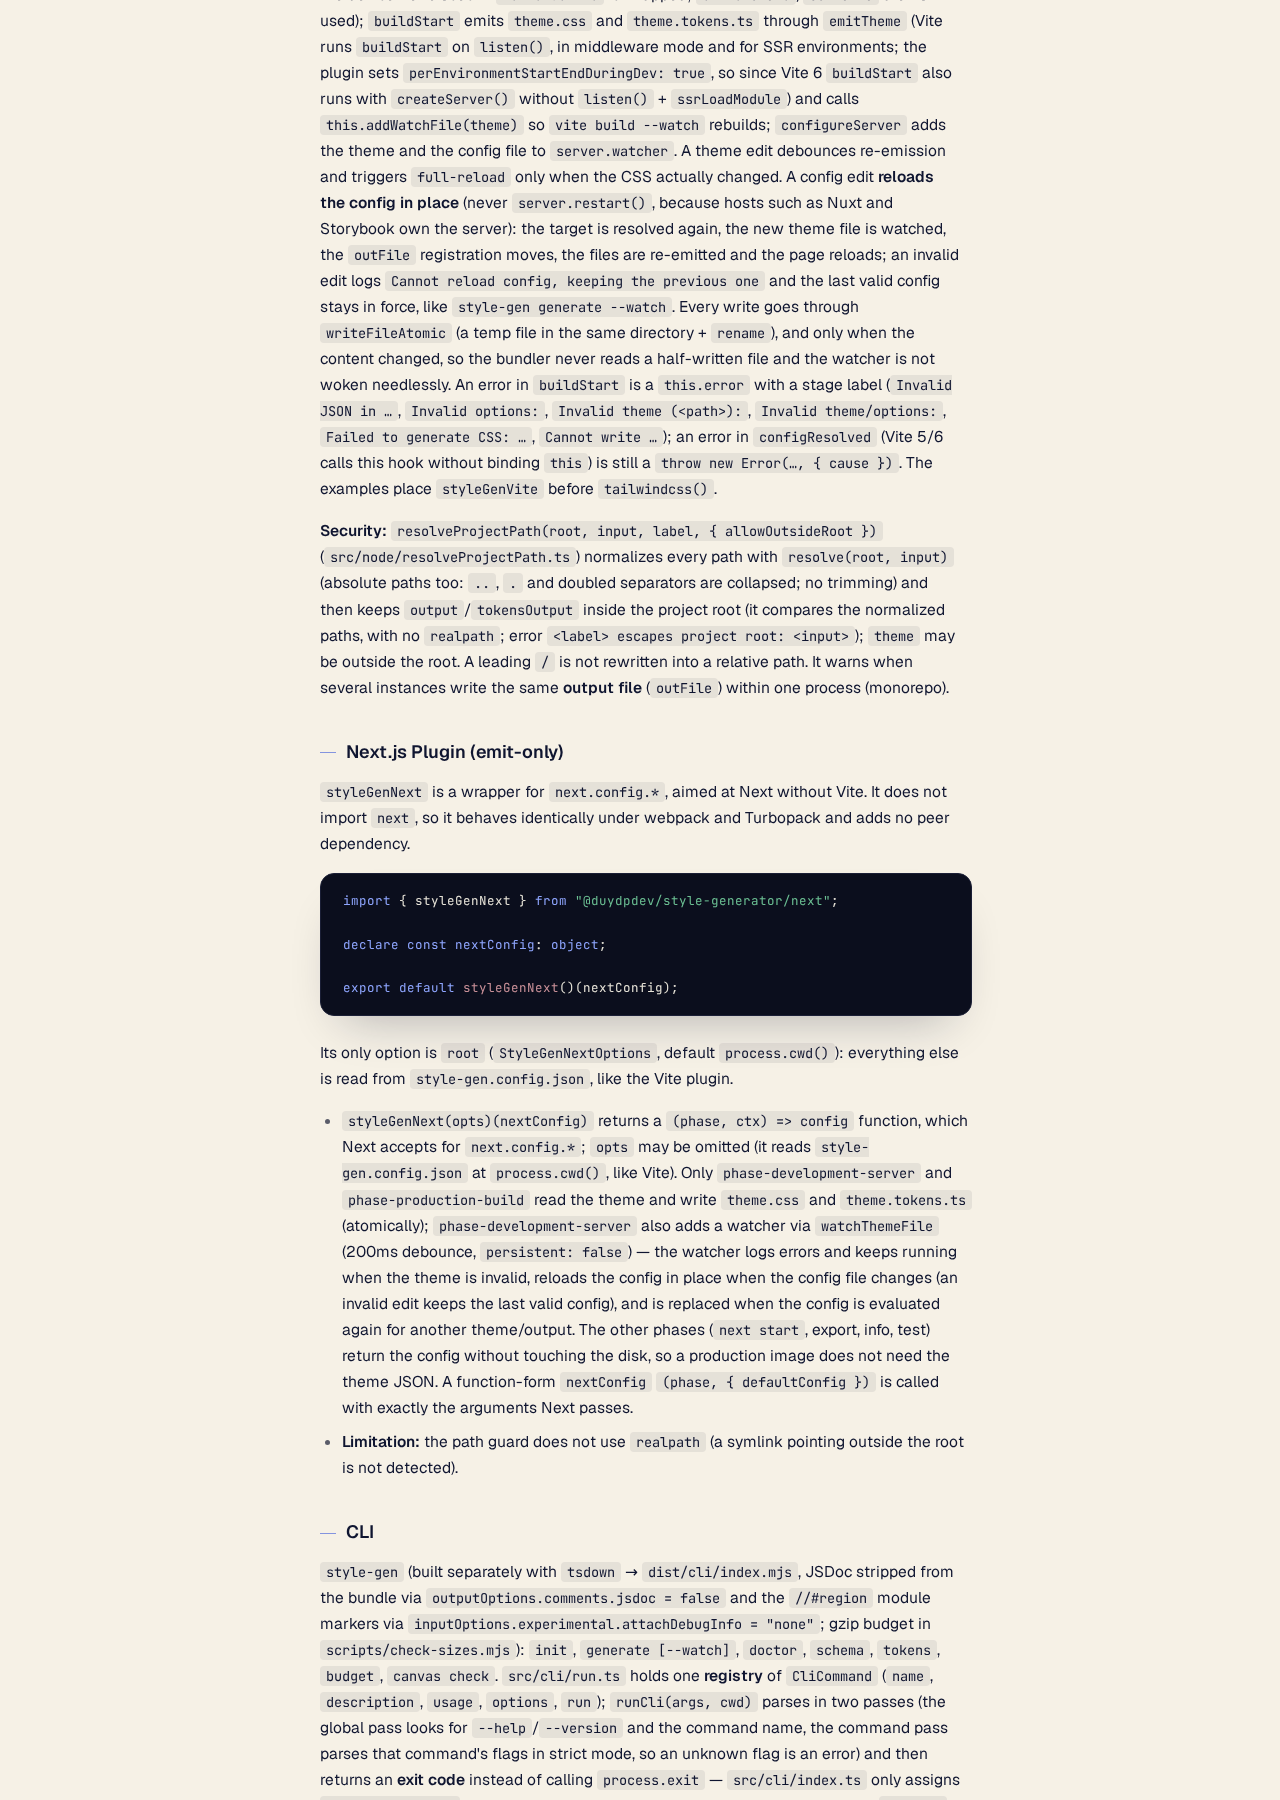 used); buildStart emits theme.css and theme.tokens.ts through emitTheme (Vite
runs buildStart on listen(), in middleware mode and for SSR environments; the
plugin sets perEnvironmentStartEndDuringDev: true, so since Vite 6 buildStart also
runs with createServer() without listen() + ssrLoadModule) and calls
this.addWatchFile(theme) so vite build --watch rebuilds; configureServer adds
the theme and the config file to server.watcher. A theme edit debounces re-emission
and triggers full-reload only when the CSS actually changed. A config edit reloads
the config in place (never server.restart(), because hosts such as Nuxt and
Storybook own the server): the target is resolved again, the new theme file is watched,
the outFile registration moves, the files are re-emitted and the page reloads; an invalid
edit logs Cannot reload config, keeping the previous one and the last valid config
stays in force, like style-gen generate --watch. Every write goes through
writeFileAtomic (a temp file in the same directory + rename), and only when the
content changed, so the bundler never reads a half-written file and the watcher is not
woken needlessly. An error in buildStart is a this.error with a stage label (Invalid
JSON in …, Invalid options:, Invalid theme (<path>):, Invalid theme/options:,
Failed to generate CSS: …, Cannot write …); an error in configResolved (Vite 5/6
calls this hook without binding this) is still a throw new Error(…, { cause }). The
examples place styleGenVite before tailwindcss().
Security: resolveProjectPath(root, input, label, { allowOutsideRoot })
(src/node/resolveProjectPath.ts) normalizes every path with resolve(root, input)
(absolute paths too: .., . and doubled separators are collapsed; no trimming) and
then keeps output/tokensOutput inside the project root (it compares the normalized
paths, with no realpath; error <label> escapes project root: <input>); theme may
be outside the root. A leading / is not rewritten into a relative path. It warns when
several instances write the same output file (outFile) within one process (monorepo).
— Next.js Plugin (emit-only)
styleGenNext is a wrapper for next.config.*, aimed at Next without Vite. It does not
import next, so it behaves identically under webpack and Turbopack and adds no peer
dependency.
import { styleGenNext } from "@duydpdev/style-generator/next";
declare const nextConfig: object;
export default styleGenNext()(nextConfig);
Its only option is root (StyleGenNextOptions, default process.cwd()): everything else
is read from style-gen.config.json, like the Vite plugin.
• styleGenNext(opts)(nextConfig) returns a (phase, ctx) => config function, which
Next accepts for next.config.*; opts may be omitted (it reads style-
gen.config.json at process.cwd(), like Vite). Only phase-development-server and
phase-production-build read the theme and write theme.css and theme.tokens.ts
(atomically); phase-development-server also adds a watcher via watchThemeFile
(200ms debounce, persistent: false) — the watcher logs errors and keeps running
when the theme is invalid, reloads the config in place when the config file changes (an
invalid edit keeps the last valid config), and is replaced when the config is evaluated
again for another theme/output. The other phases (next start, export, info, test)
return the config without touching the disk, so a production image does not need the
theme JSON. A function-form nextConfig (phase, { defaultConfig }) is called
with exactly the arguments Next passes.
• Limitation: the path guard does not use realpath (a symlink pointing outside the root
is not detected).
— CLI
style-gen (built separately with tsdown → dist/cli/index.mjs, JSDoc stripped from
the bundle via outputOptions.comments.jsdoc = false and the //#region module
markers via inputOptions.experimental.attachDebugInfo = "none"; gzip budget in
scripts/check-sizes.mjs): init, generate [--watch], doctor, schema, tokens,
budget, canvas check. src/cli/run.ts holds one registry of CliCommand (name,
description, usage, options, run); runCli(args, cwd) parses in two passes (the
global pass looks for --help/--version and the command name, the command pass
parses that command's flags in strict mode, so an unknown flag is an error) and then
returns an exit code instead of calling process.exit — src/cli/index.ts only assigns